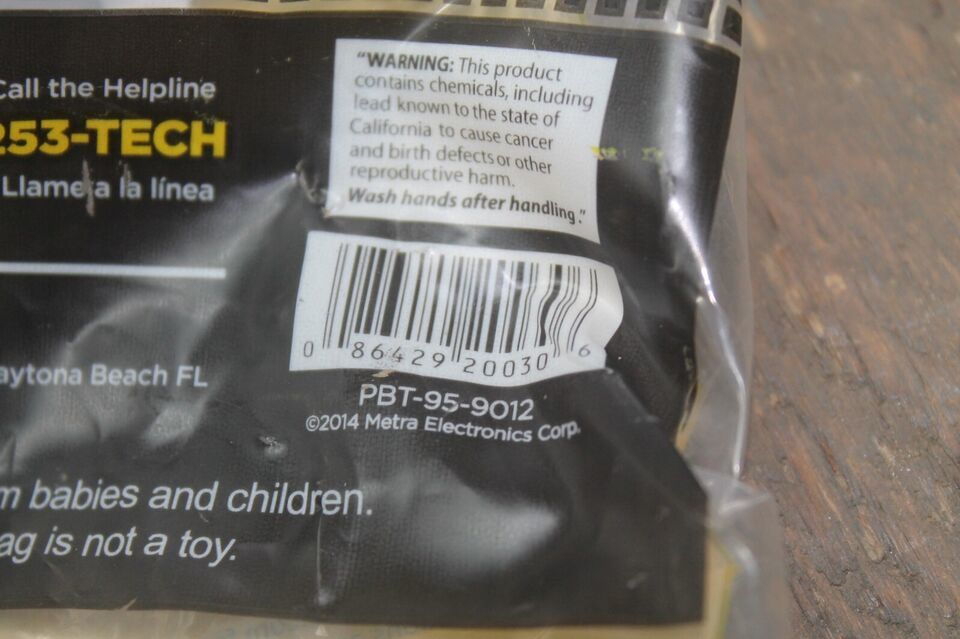 Call the Helpline
253-TECH
Llame a la línea
"WARNING: This product
contains chemicals, including
lead known to the state of
California to cause cancer
and birth defects or other
reproductive harm.
Wash hands after handling."
0 86429 20030 6
aytona Beach FL
PBT-95-9012
©2014 Metra Electronics Corp.
m babies and children.
ag is not a toy.